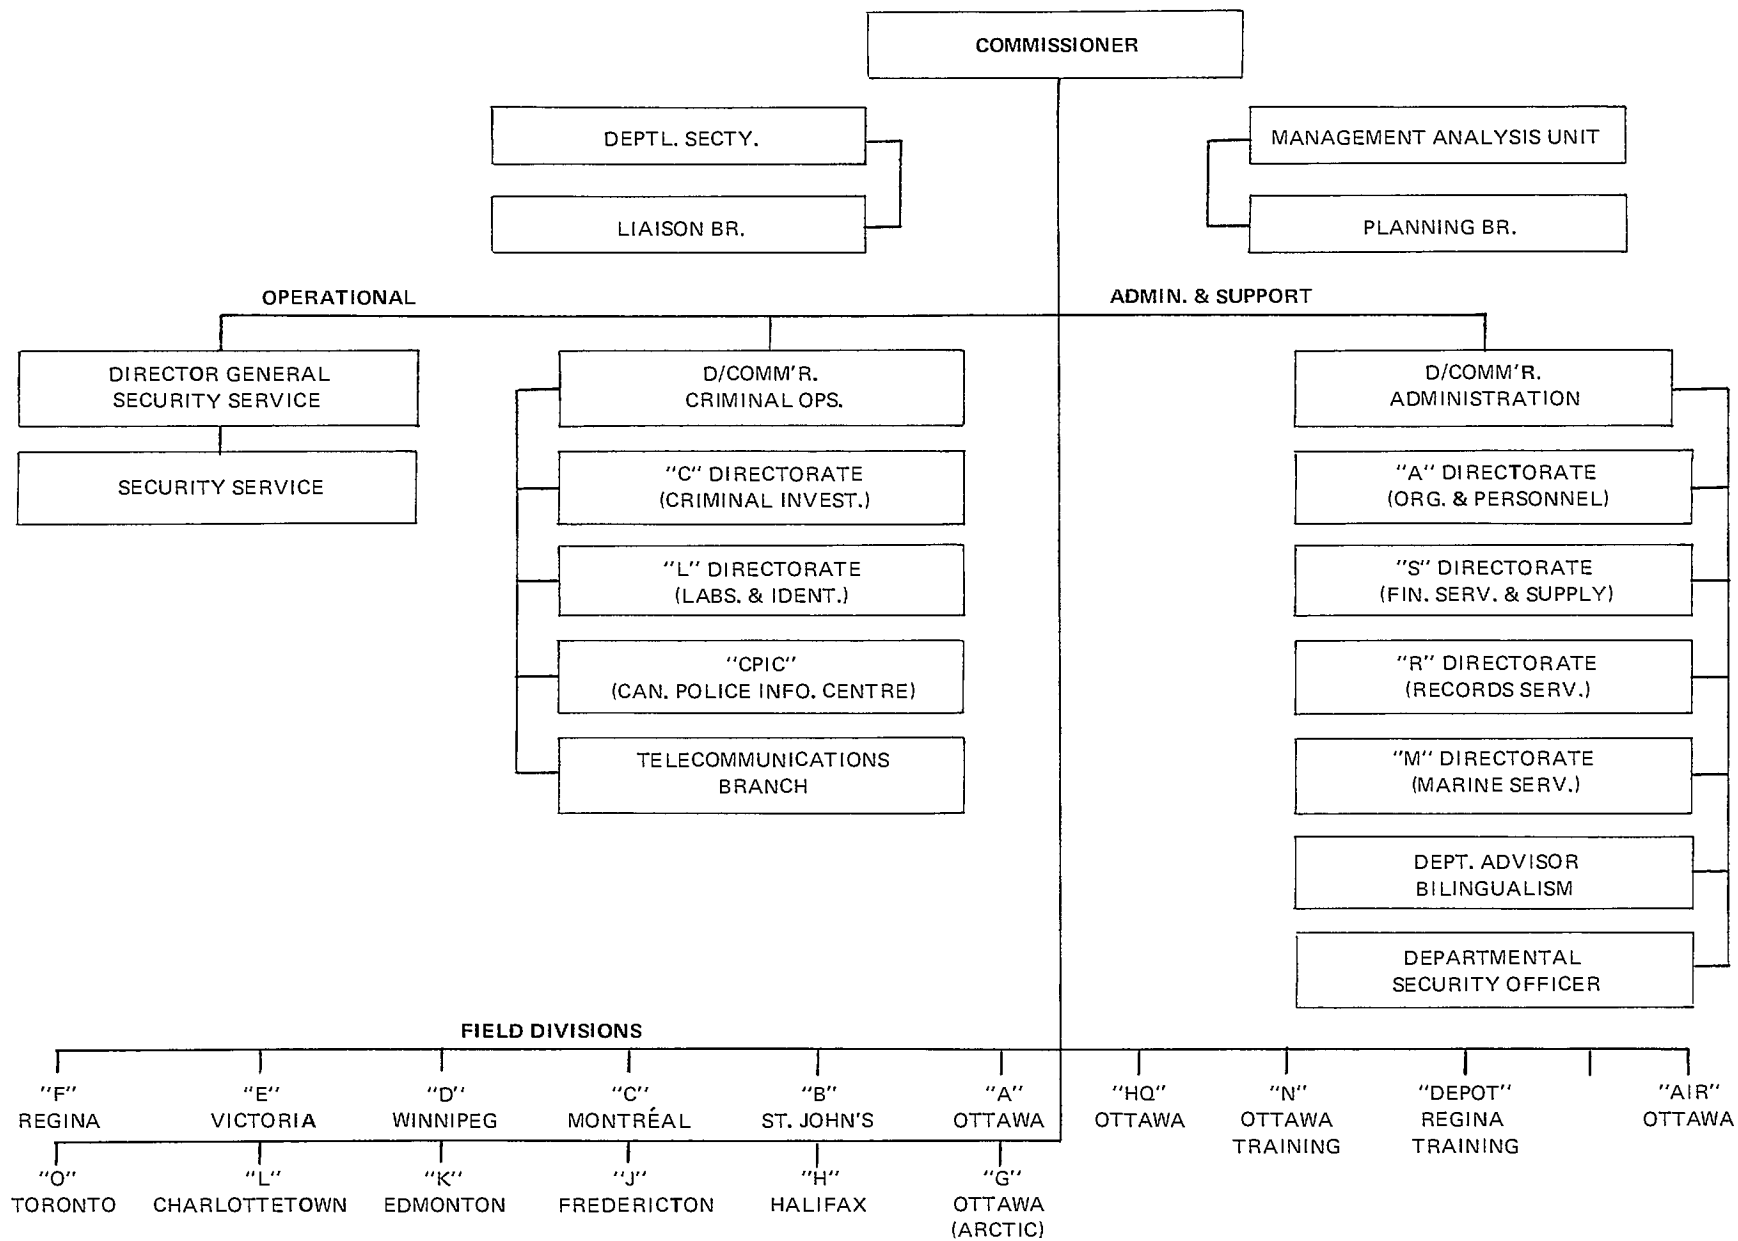 COMMISSIONER
DEPTL. SECTY.
MANAGEMENT ANALYSIS UNIT
LIAISON BR.
PLANNING BR.
OPERATIONAL
ADMIN. & SUPPORT
DIRECTOR GENERAL
SECURITY SERVICE
SECURITY SERVICE
D/COMM'R.
CRIMINAL OPS.
"C" DIRECTORATE
(CRIMINAL INVEST.)
"L" DIRECTORATE
(LABS. & IDENT.)
"CPIC"
(CAN. POLICE INFO. CENTRE)
TELECOMMUNICATIONS
BRANCH
D/COMM'R.
ADMINISTRATION
"A" DIRECTORATE
(ORG. & PERSONNEL)
"S" DIRECTORATE
(FIN. SERV. & SUPPLY)
"R" DIRECTORATE
(RECORDS SERV.)
"M" DIRECTORATE
(MARINE SERV.)
DEPT. ADVISOR
BILINGUALISM
DEPARTMENTAL
SECURITY OFFICER
FIELD DIVISIONS
"F"
REGINA
"E"
VICTORIA
"D"
WINNIPEG
"C"
MONTRÉAL
"B"
ST. JOHN'S
"A"
OTTAWA
"HQ"
OTTAWA
"N"
OTTAWA
TRAINING
"DEPOT"
REGINA
TRAINING
"AIR"
OTTAWA
"O"
TORONTO
"L"
CHARLOTTETOWN
"K"
EDMONTON
"J"
FREDERICTON
"H"
HALIFAX
"G"
OTTAWA
(ARCTIC)